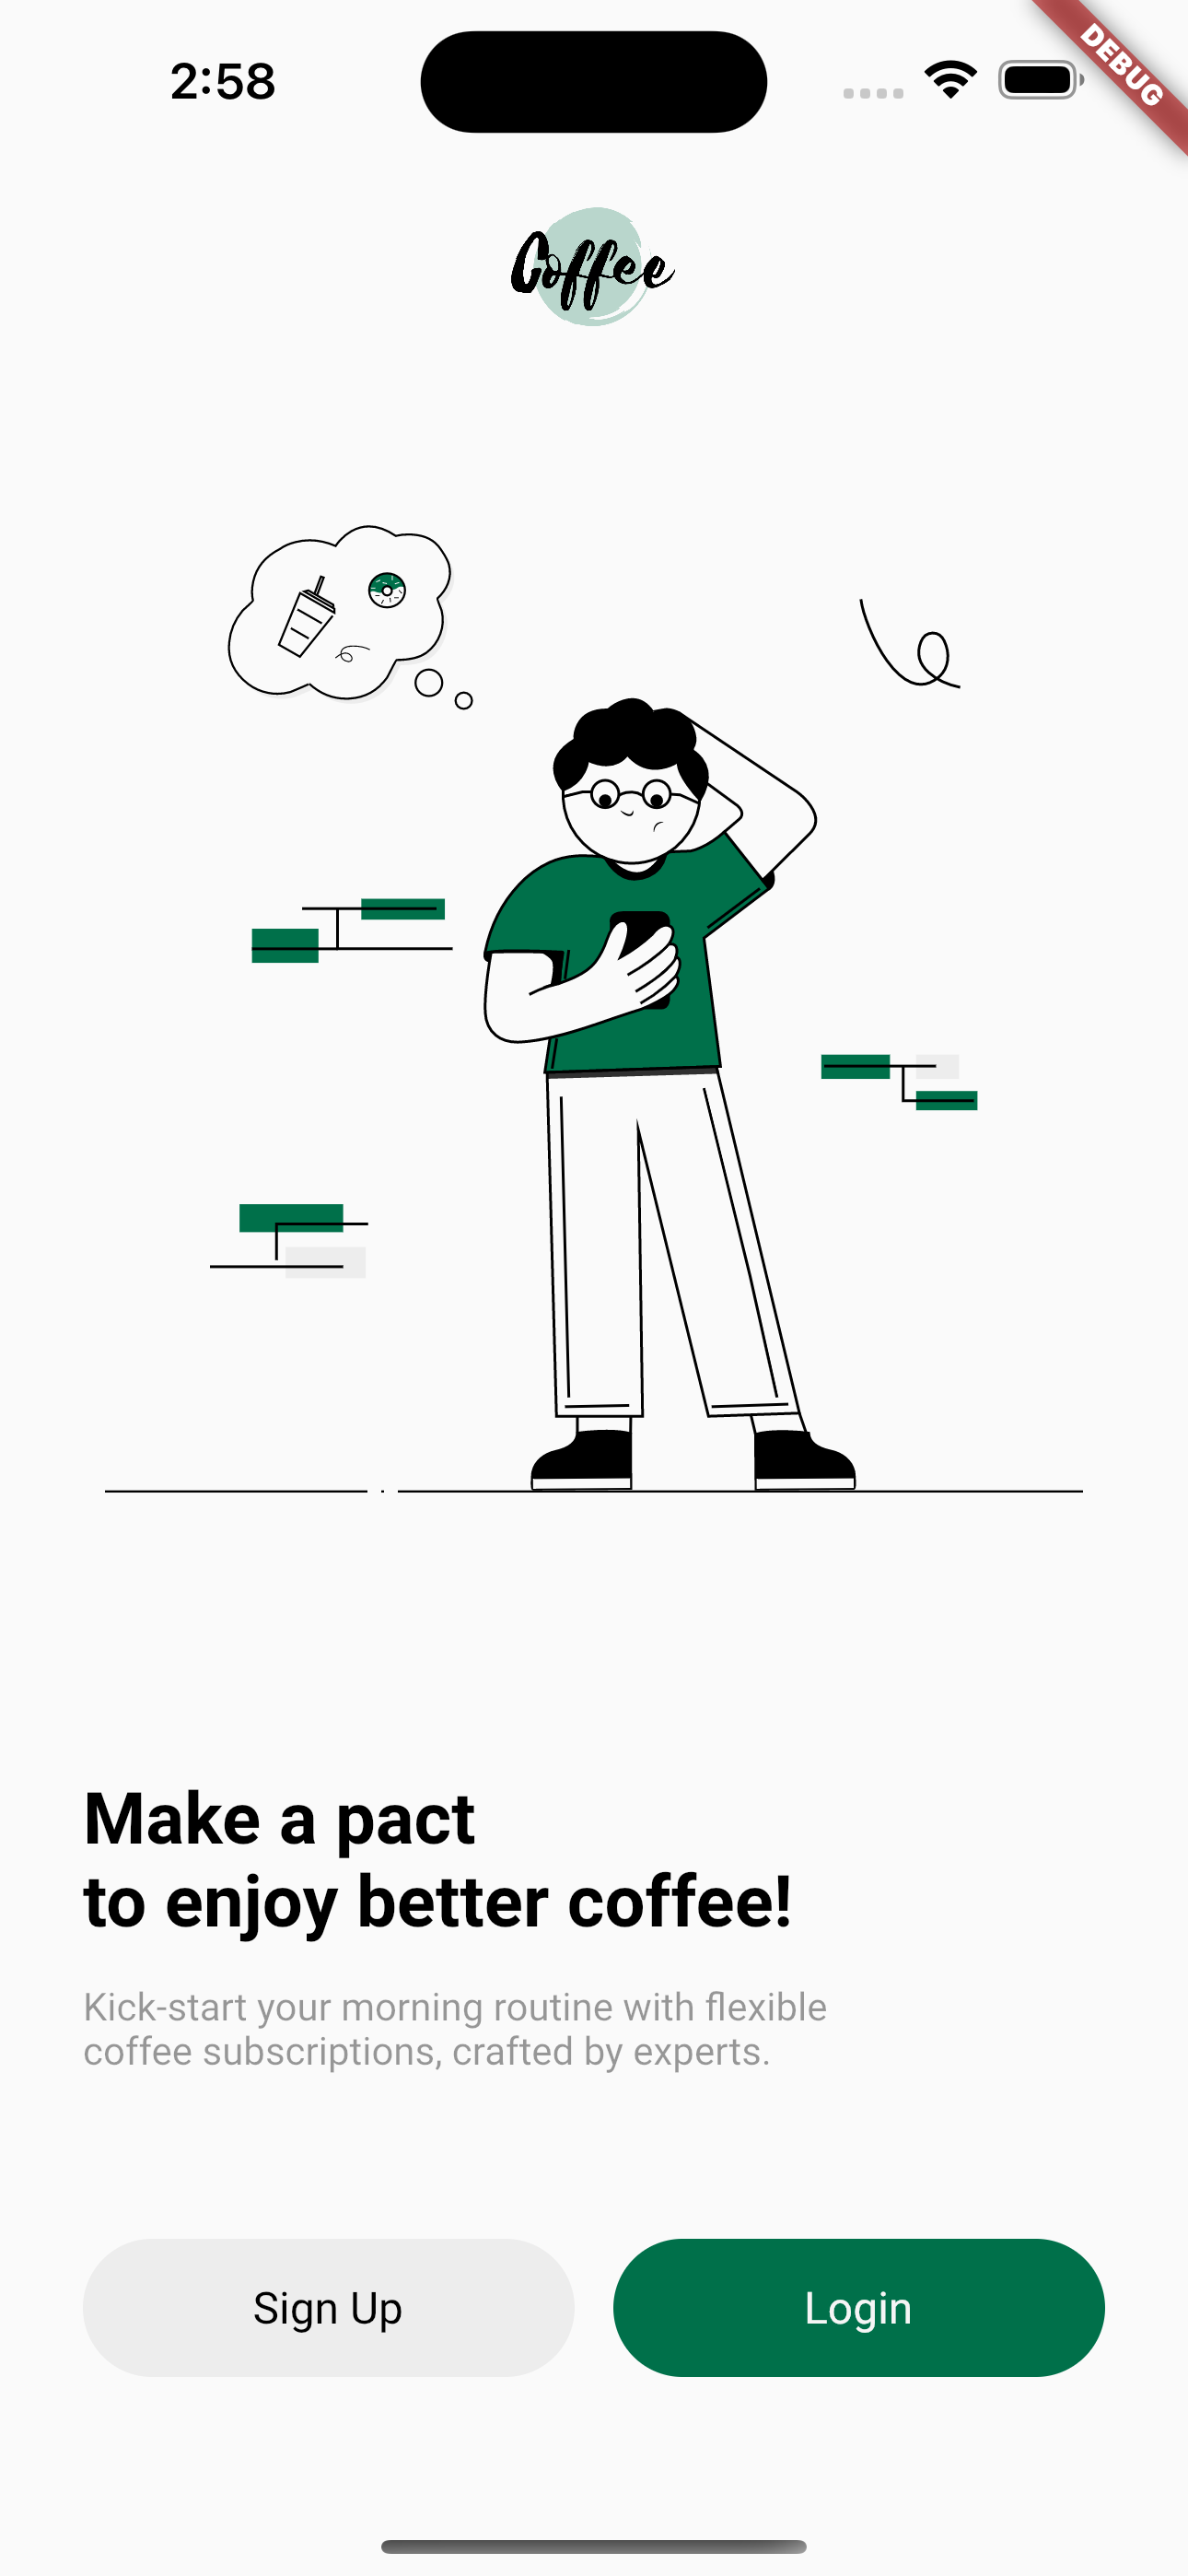 2:58
DEBUG
Coffee
Make a pact
to enjoy better coffee!
Kick-start your morning routine with flexible
coffee subscriptions, crafted by experts.
Sign Up
Login